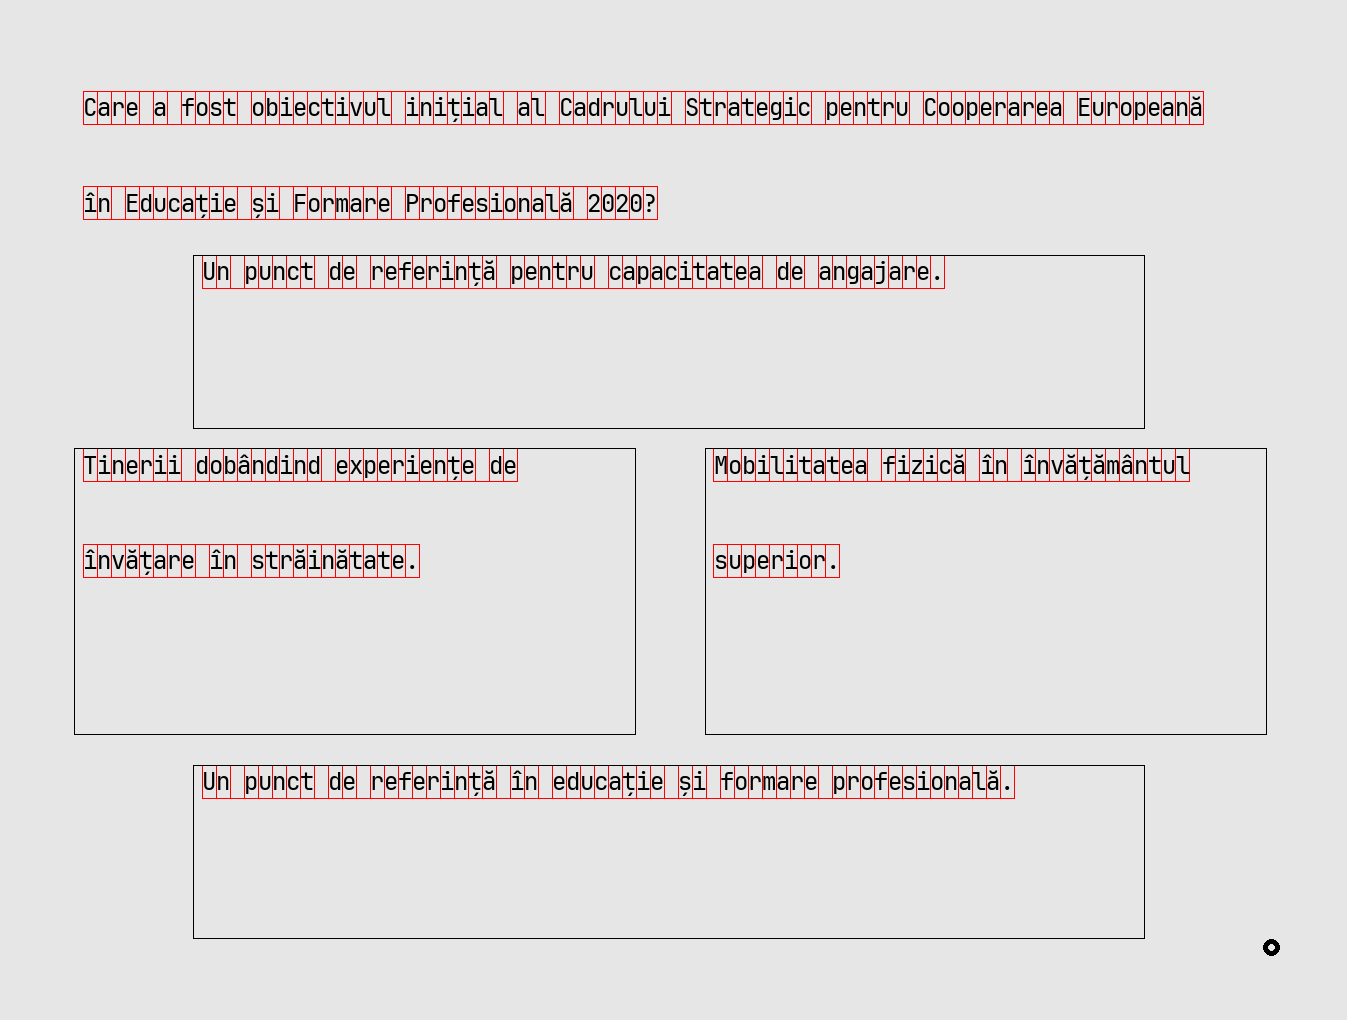 Care a fost obiectivul inițial al Cadrului Strategic pentru Cooperarea Europeană
în Educație și Formare Profesională 2020?
Un punct de referință pentru capacitatea de angajare.
Tinerii dobândind experiențe de
învățare în străinătate.
Mobilitatea fizică în învățământul
superior.
Un punct de referință în educație și formare profesională.